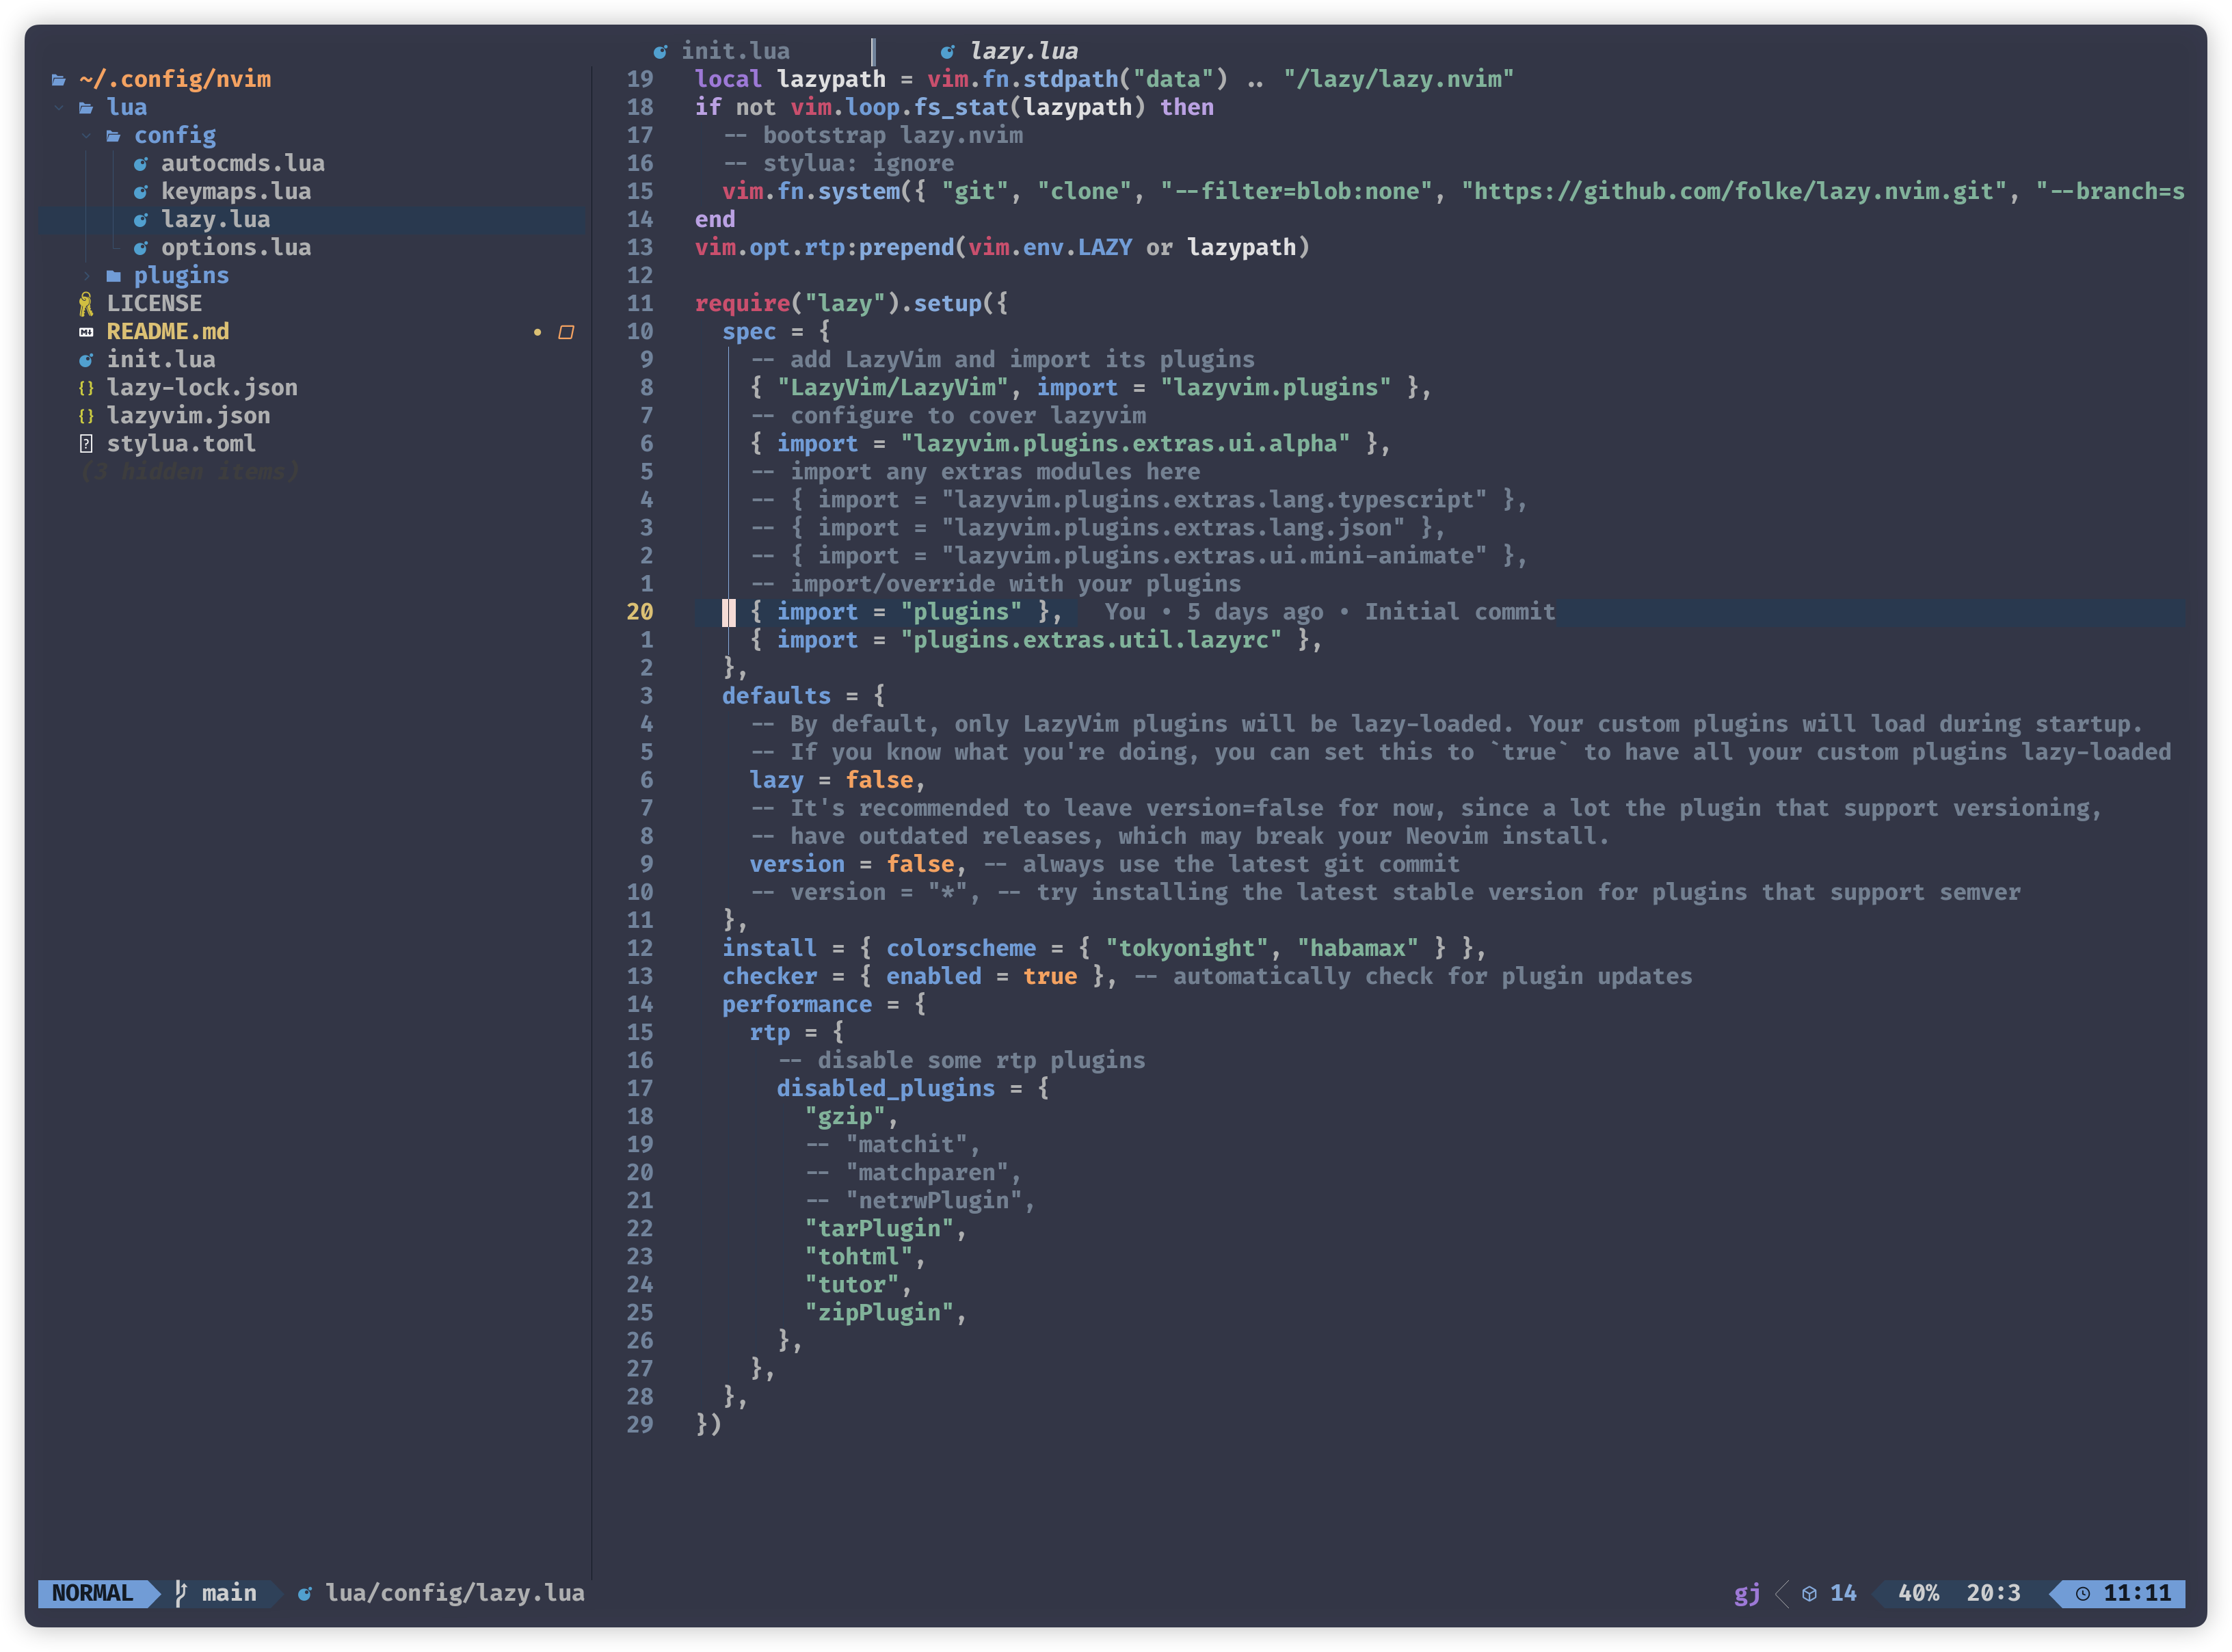 init.lua
lazy.lua
~/.config/nvim
lua
config
autocmds.lua
keymaps.lua
lazy.lua
options.lua
plugins
LICENSE
README.md
init.lua
lazy-lock.json
lazyvim.json
stylua.toml
(3 hidden items)
19 local lazypath = vim.fn.stdpath("data") .. "/lazy/lazy.nvim"
18 if not vim.loop.fs_stat(lazypath) then
17   -- bootstrap lazy.nvim
16   -- stylua: ignore
15   vim.fn.system({ "git", "clone", "--filter=blob:none", "https://github.com/folke/lazy.nvim.git", "--branch=s
14 end
13 vim.opt.rtp:prepend(vim.env.LAZY or lazypath)
12
11 require("lazy").setup({
10   spec = {
9     -- add LazyVim and import its plugins
8     { "LazyVim/LazyVim", import = "lazyvim.plugins" },
7     -- configure to cover lazyvim
6     { import = "lazyvim.plugins.extras.ui.alpha" },
5     -- import any extras modules here
4     -- { import = "lazyvim.plugins.extras.lang.typescript" },
3     -- { import = "lazyvim.plugins.extras.lang.json" },
2     -- { import = "lazyvim.plugins.extras.ui.mini-animate" },
1     -- import/override with your plugins
20     { import = "plugins" },   You • 5 days ago • Initial commit
1     { import = "plugins.extras.util.lazyrc" },
2   },
3   defaults = {
4     -- By default, only LazyVim plugins will be lazy-loaded. Your custom plugins will load during startup.
5     -- If you know what you're doing, you can set this to `true` to have all your custom plugins lazy-loaded
6     lazy = false,
7     -- It's recommended to leave version=false for now, since a lot the plugin that support versioning,
8     -- have outdated releases, which may break your Neovim install.
9     version = false, -- always use the latest git commit
10     -- version = "*", -- try installing the latest stable version for plugins that support semver
11   },
12   install = { colorscheme = { "tokyonight", "habamax" } },
13   checker = { enabled = true }, -- automatically check for plugin updates
14   performance = {
15     rtp = {
16       -- disable some rtp plugins
17       disabled_plugins = {
18         "gzip",
19         -- "matchit",
20         -- "matchparen",
21         -- "netrwPlugin",
22         "tarPlugin",
23         "tohtml",
24         "tutor",
25         "zipPlugin",
26       },
27     },
28   },
29 })
NORMAL main lua/config/lazy.lua gj 14 40% 20:3 11:11